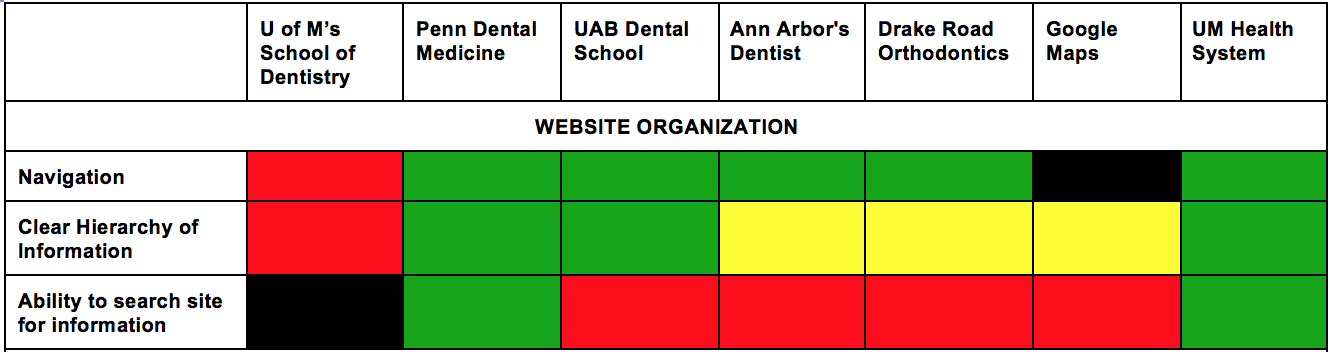 U of M’s
School of
Dentistry
Penn Dental
Medicine
UAB Dental
School
Ann Arbor's
Dentist
Drake Road
Orthodontics
Google
Maps
UM Health
System
WEBSITE ORGANIZATION
Navigation
Clear Hierarchy of
Information
Ability to search site
for information